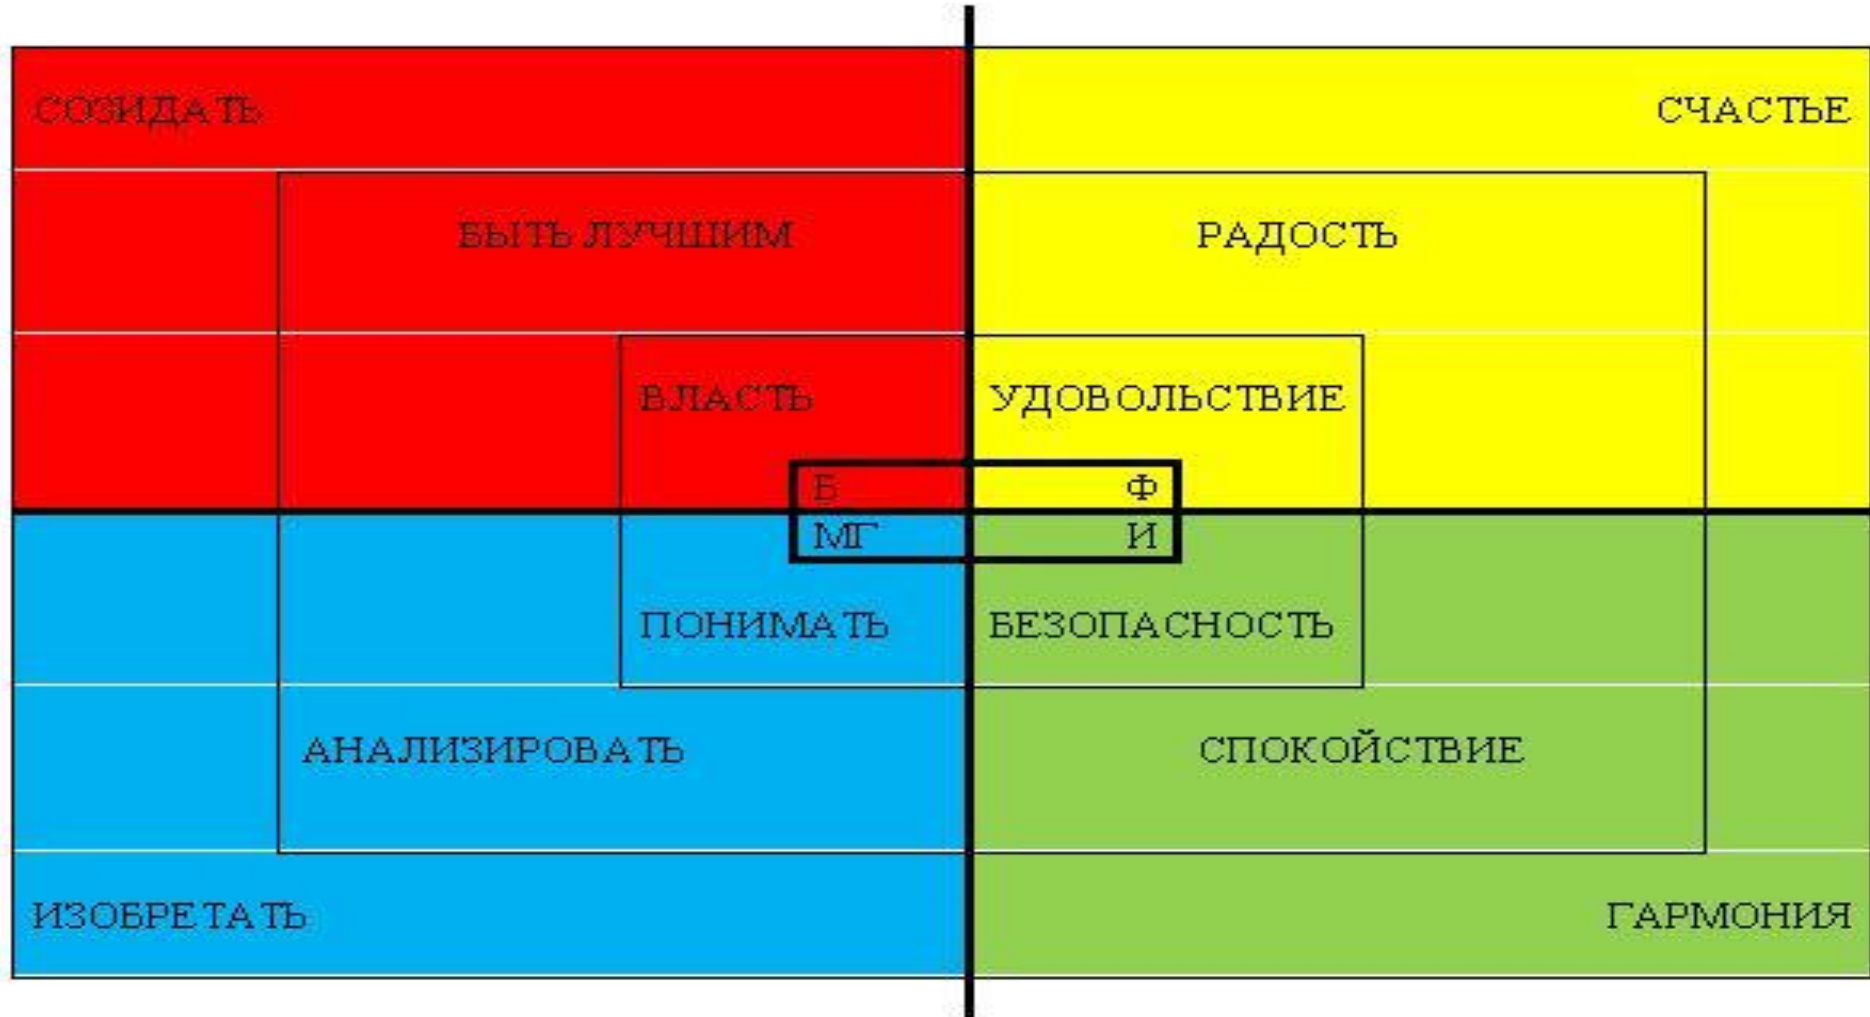 СОЗИДАТЬ СЧАСТЬЕ
БЫТЬ ЛУЧШИМ РАДОСТЬ
ВЛАСТЬ УДОВОЛЬСТВИЕ
Б Ф
МГ И
ПОНИМАТЬ БЕЗОПАСНОСТЬ
АНАЛИЗИРОВАТЬ СПОКОЙСТВИЕ
ИЗОБРЕТАТЬ ГАРМОНИЯ